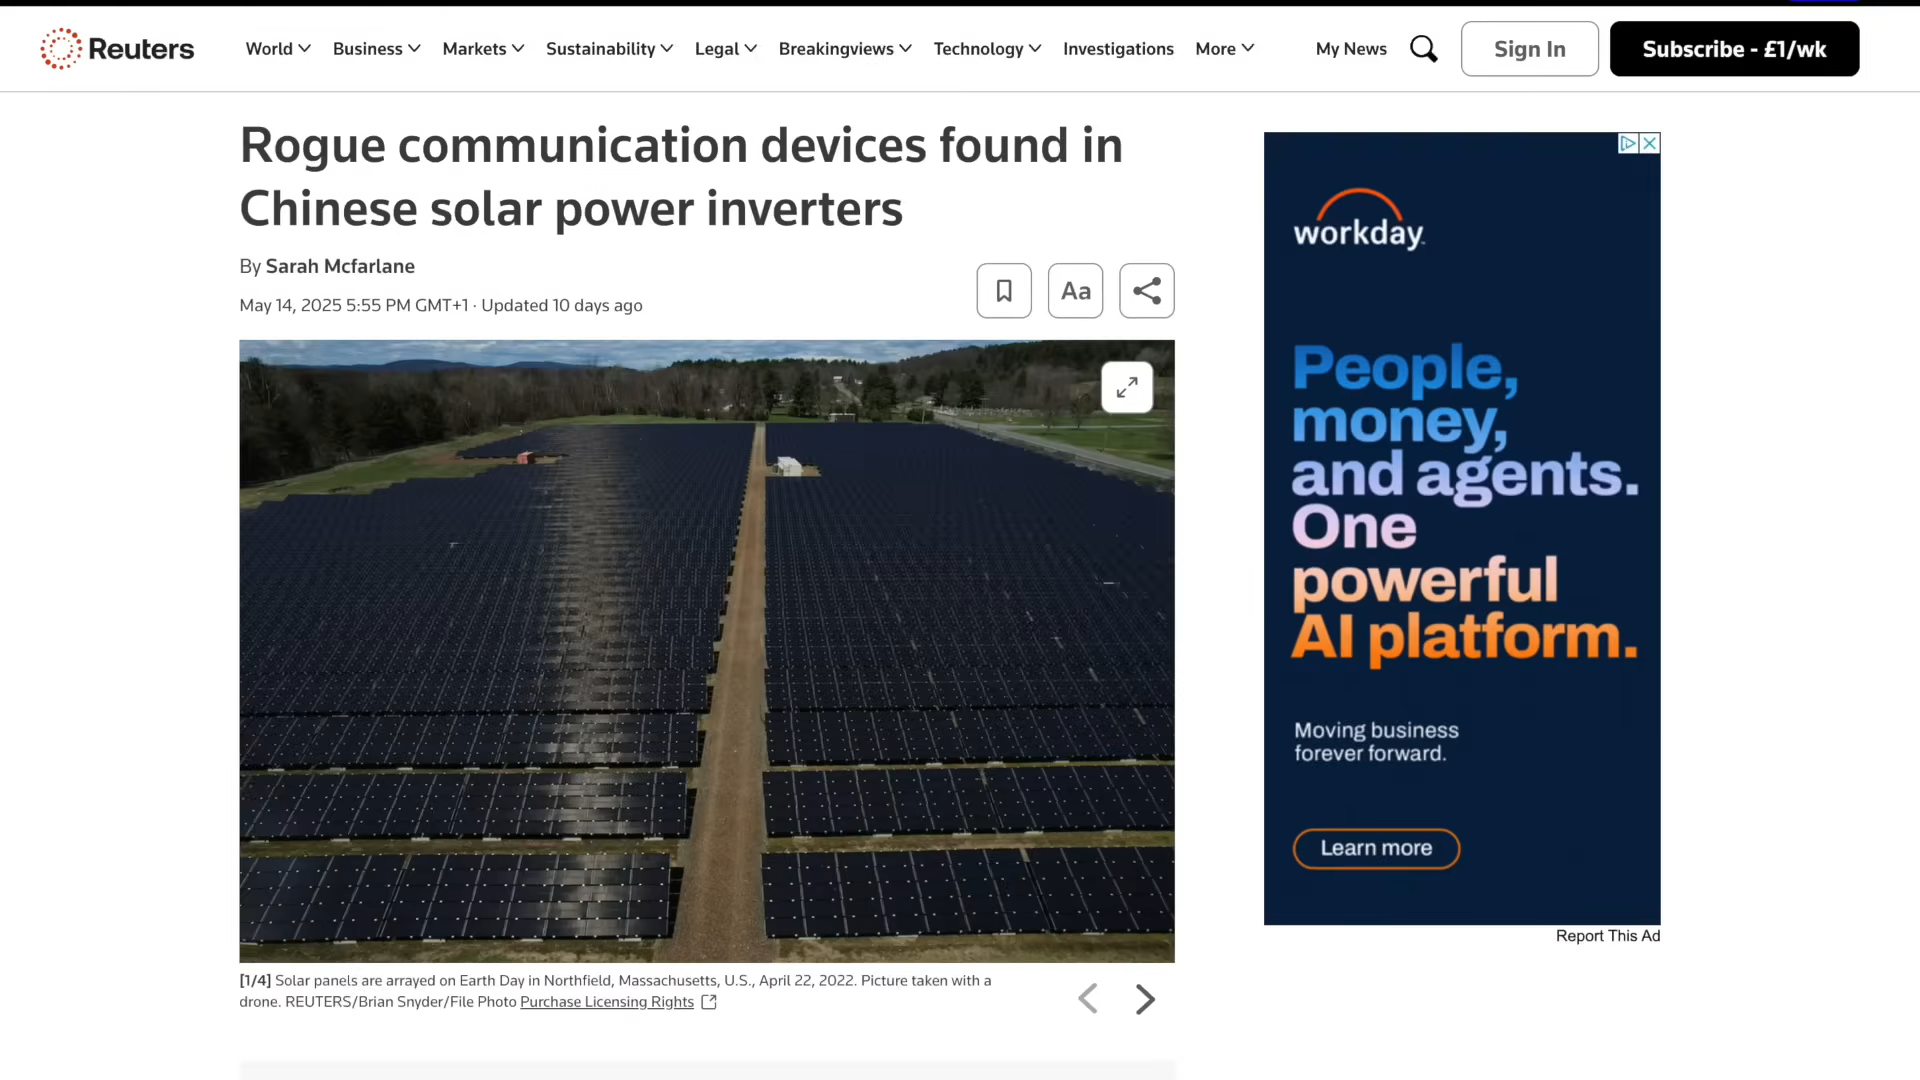 Reuters
World
Business
Markets
Sustainability
Legal
Breakingviews
Technology
Investigations
More
My News
Sign In
Subscribe - £1/wk
Rogue communication devices found in
Chinese solar power inverters
By Sarah Mcfarlane
May 14, 2025 5:55 PM GMT+1 · Updated 10 days ago
Aa
[1/4] Solar panels are arrayed on Earth Day in Northfield, Massachusetts, U.S., April 22, 2022. Picture taken with a
drone. REUTERS/Brian Snyder/File Photo Purchase Licensing Rights
workday
People,
money,
and agents.
One
powerful
AI platform.
Moving business
forever forward.
Learn more
Report This Ad